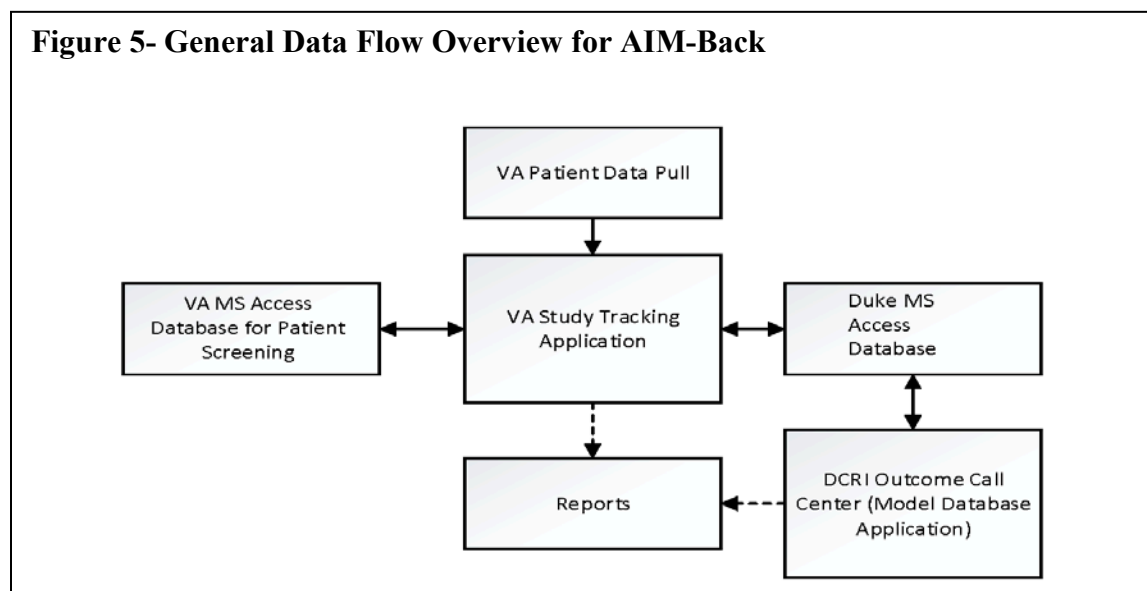 Figure 5- General Data Flow Overview for AIM-Back
VA Patient Data Pull
VA MS Access
Database for Patient
Screening
VA Study Tracking
Application
Duke MS
Access
Database
Reports
DCRI Outcome Call
Center (Model Database
Application)